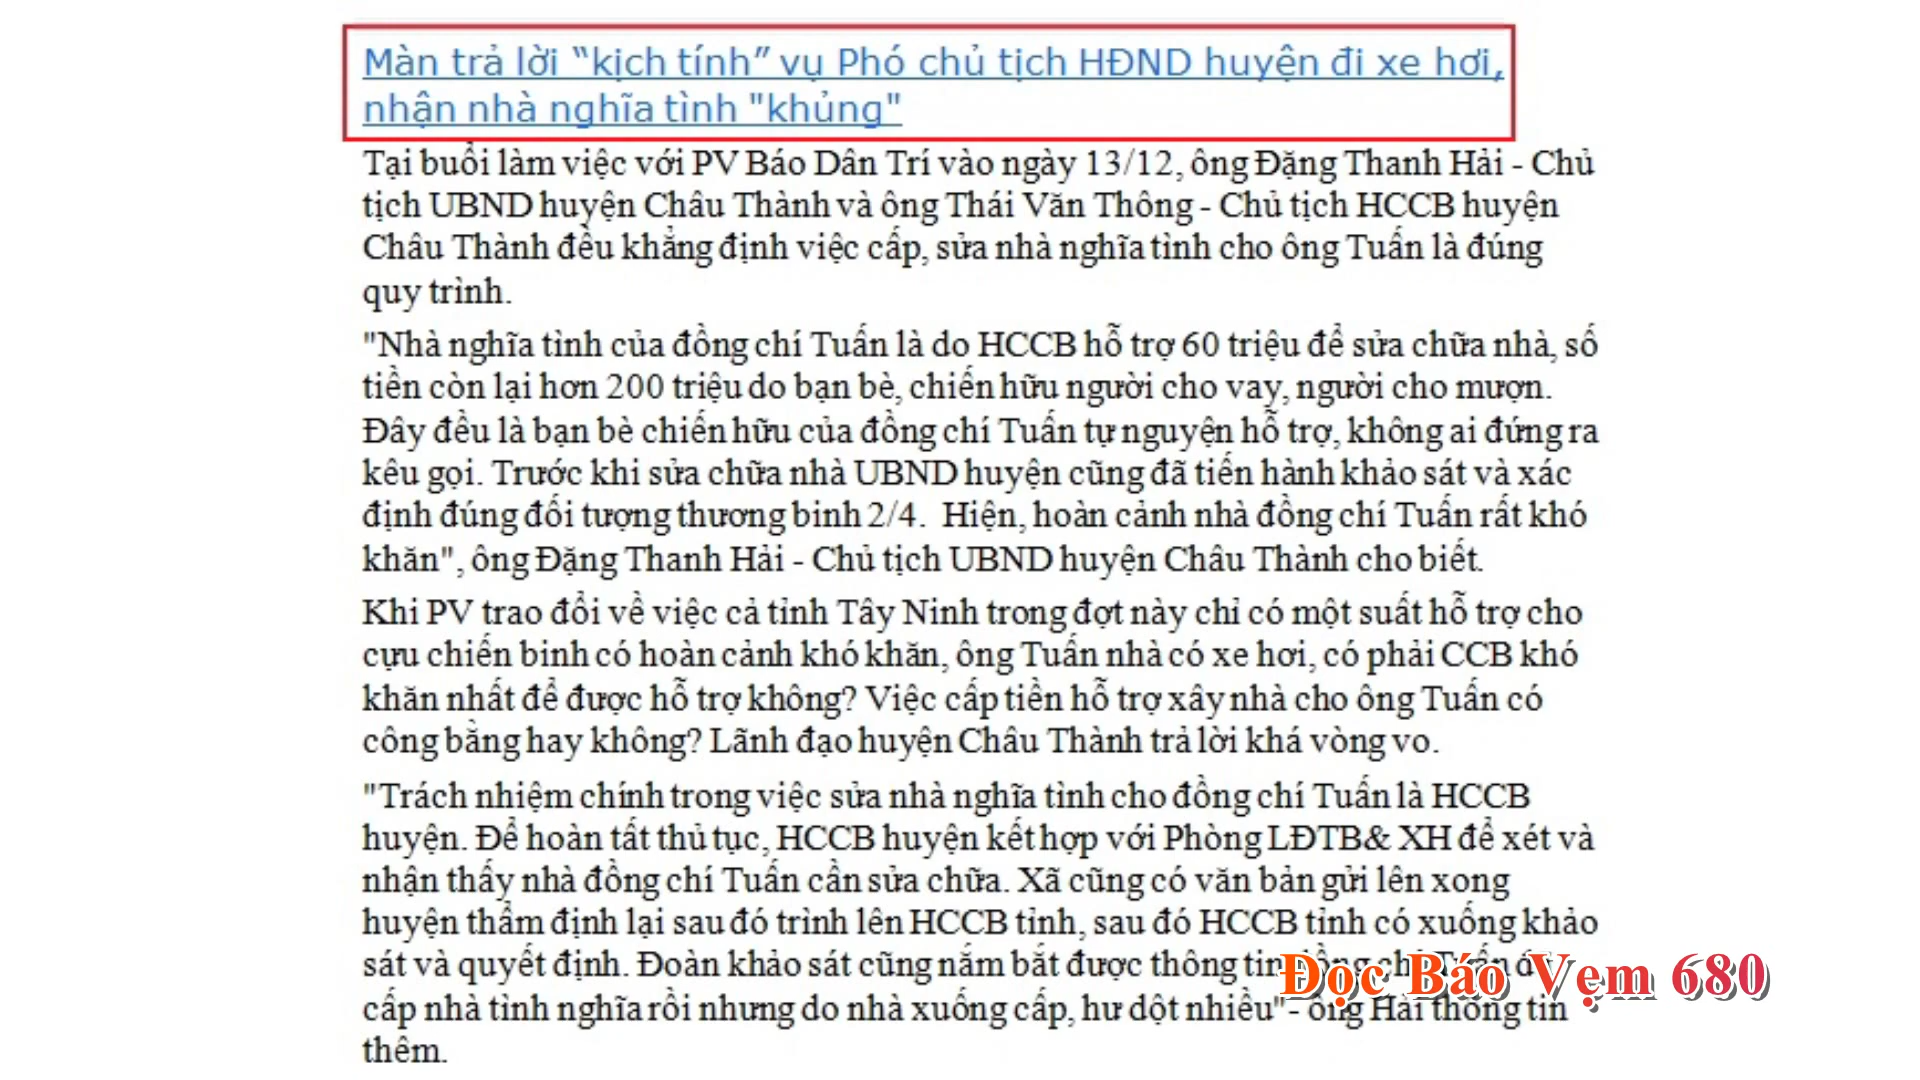 Màn trả lời “kịch tính” vụ Phó chủ tịch HĐND huyện đi xe hơi,
nhận nhà nghĩa tình "khủng"
Tại buổi làm việc với PV Báo Dân Trí vào ngày 13/12, ông Đặng Thanh Hải - Chủ
tịch UBND huyện Châu Thành và ông Thái Văn Thông - Chủ tịch HCCB huyện
Châu Thành đều khẳng định việc cấp, sửa nhà nghĩa tình cho ông Tuấn là đúng
quy trình.
"Nhà nghĩa tình của đồng chí Tuấn là do HCCB hỗ trợ 60 triệu để sửa chữa nhà, số
tiền còn lại hơn 200 triệu do bạn bè, chiến hữu người cho vay, người cho mượn.
Đây đều là bạn bè chiến hữu của đồng chí Tuấn tự nguyện hỗ trợ, không ai đứng ra
kêu gọi. Trước khi sửa chữa nhà UBND huyện cũng đã tiến hành khảo sát và xác
định đúng đối tượng thương binh 2/4. Hiện, hoàn cảnh nhà đồng chí Tuấn rất khó
khăn", ông Đặng Thanh Hải - Chủ tịch UBND huyện Châu Thành cho biết.
Khi PV trao đổi về việc cả tỉnh Tây Ninh trong đợt này chỉ có một suất hỗ trợ cho
cựu chiến binh có hoàn cảnh khó khăn, ông Tuấn nhà có xe hơi, có phải CCB khó
khăn nhất để được hỗ trợ không? Việc cấp tiền hỗ trợ xây nhà cho ông Tuấn có
công bằng hay không? Lãnh đạo huyện Châu Thành trả lời khá vòng vo.
"Trách nhiệm chính trong việc sửa nhà nghĩa tình cho đồng chí Tuấn là HCCB
huyện. Để hoàn tất thủ tục, HCCB huyện kết hợp với Phòng LĐTB& XH để xét và
nhận thấy nhà đồng chí Tuấn cần sửa chữa. Xã cũng có văn bản gửi lên xong
huyện thẩm định lại sau đó trình lên HCCB tỉnh, sau đó HCCB tỉnh có xuống khảo
sát và quyết định. Đoàn khảo sát cũng nắm bắt được thông tin đồng chí Tuấn
cấp nhà tình nghĩa rồi nhưng do nhà xuống cấp, hư dột nhiều" - ông Hải thông tin
thêm.
Đọc Báo Vẹm 680